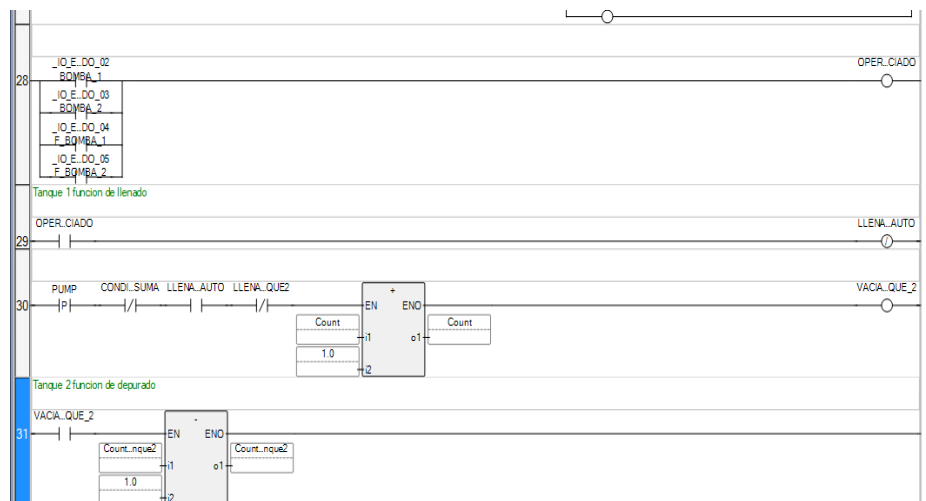 _IO_E..DO_02
OPER..CIADO
28
BOMBA_1
_IO_E..DO_03
BOMBA_2
_IO_E..DO_04
F_BOMBA_1
_IO_E..DO_05
F_BOMBA_2
Tanque 1 funcion de llenado
OPER..CIADO
LLENA..AUTO
29
PUMP
CONDI..SUMA
LLENA..AUTO
LLENA..QUE2
+
VACIA..QUE_2
30
P
EN ENO
Count
Count
i1 o1
1.0
i2
Tanque 2 funcion de depurado
VACIA..QUE_2
-
31
EN ENO
Count..nque2
Count..nque2
i1 o1
1.0
i2